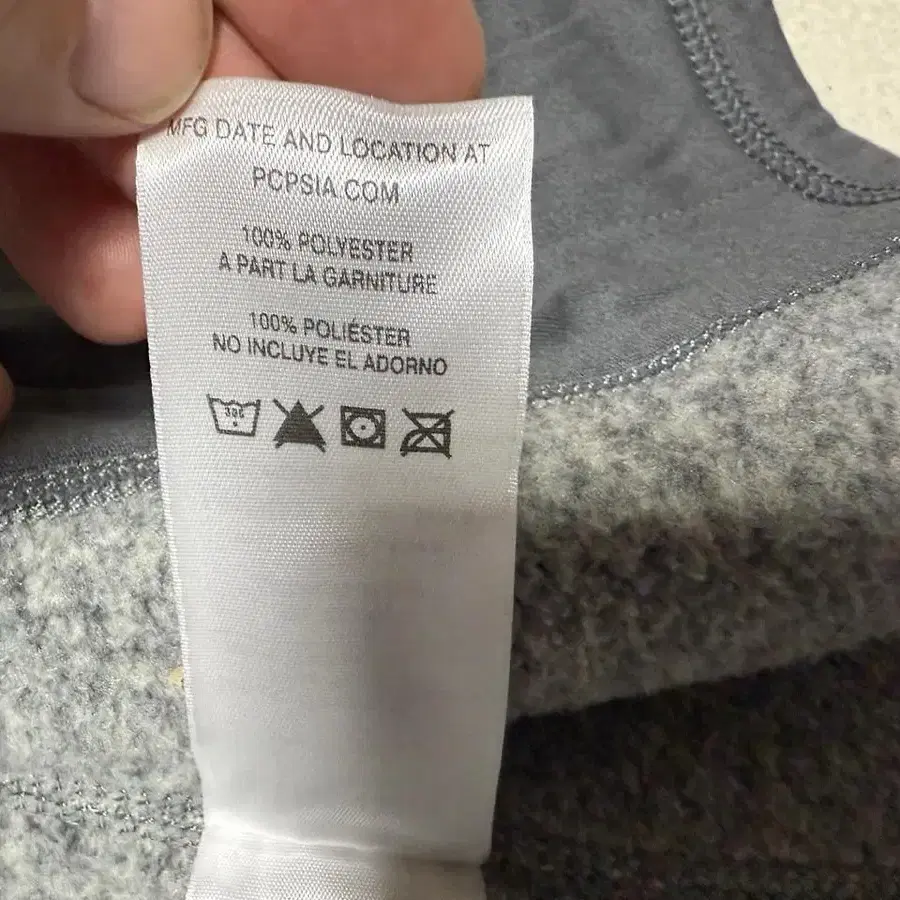 MFG DATE AND LOCATION AT
PCPSIA.COM
100% POLYESTER
A PART LA GARNITURE
100% POLIÉSTER
NO INCLUYE EL ADORNO